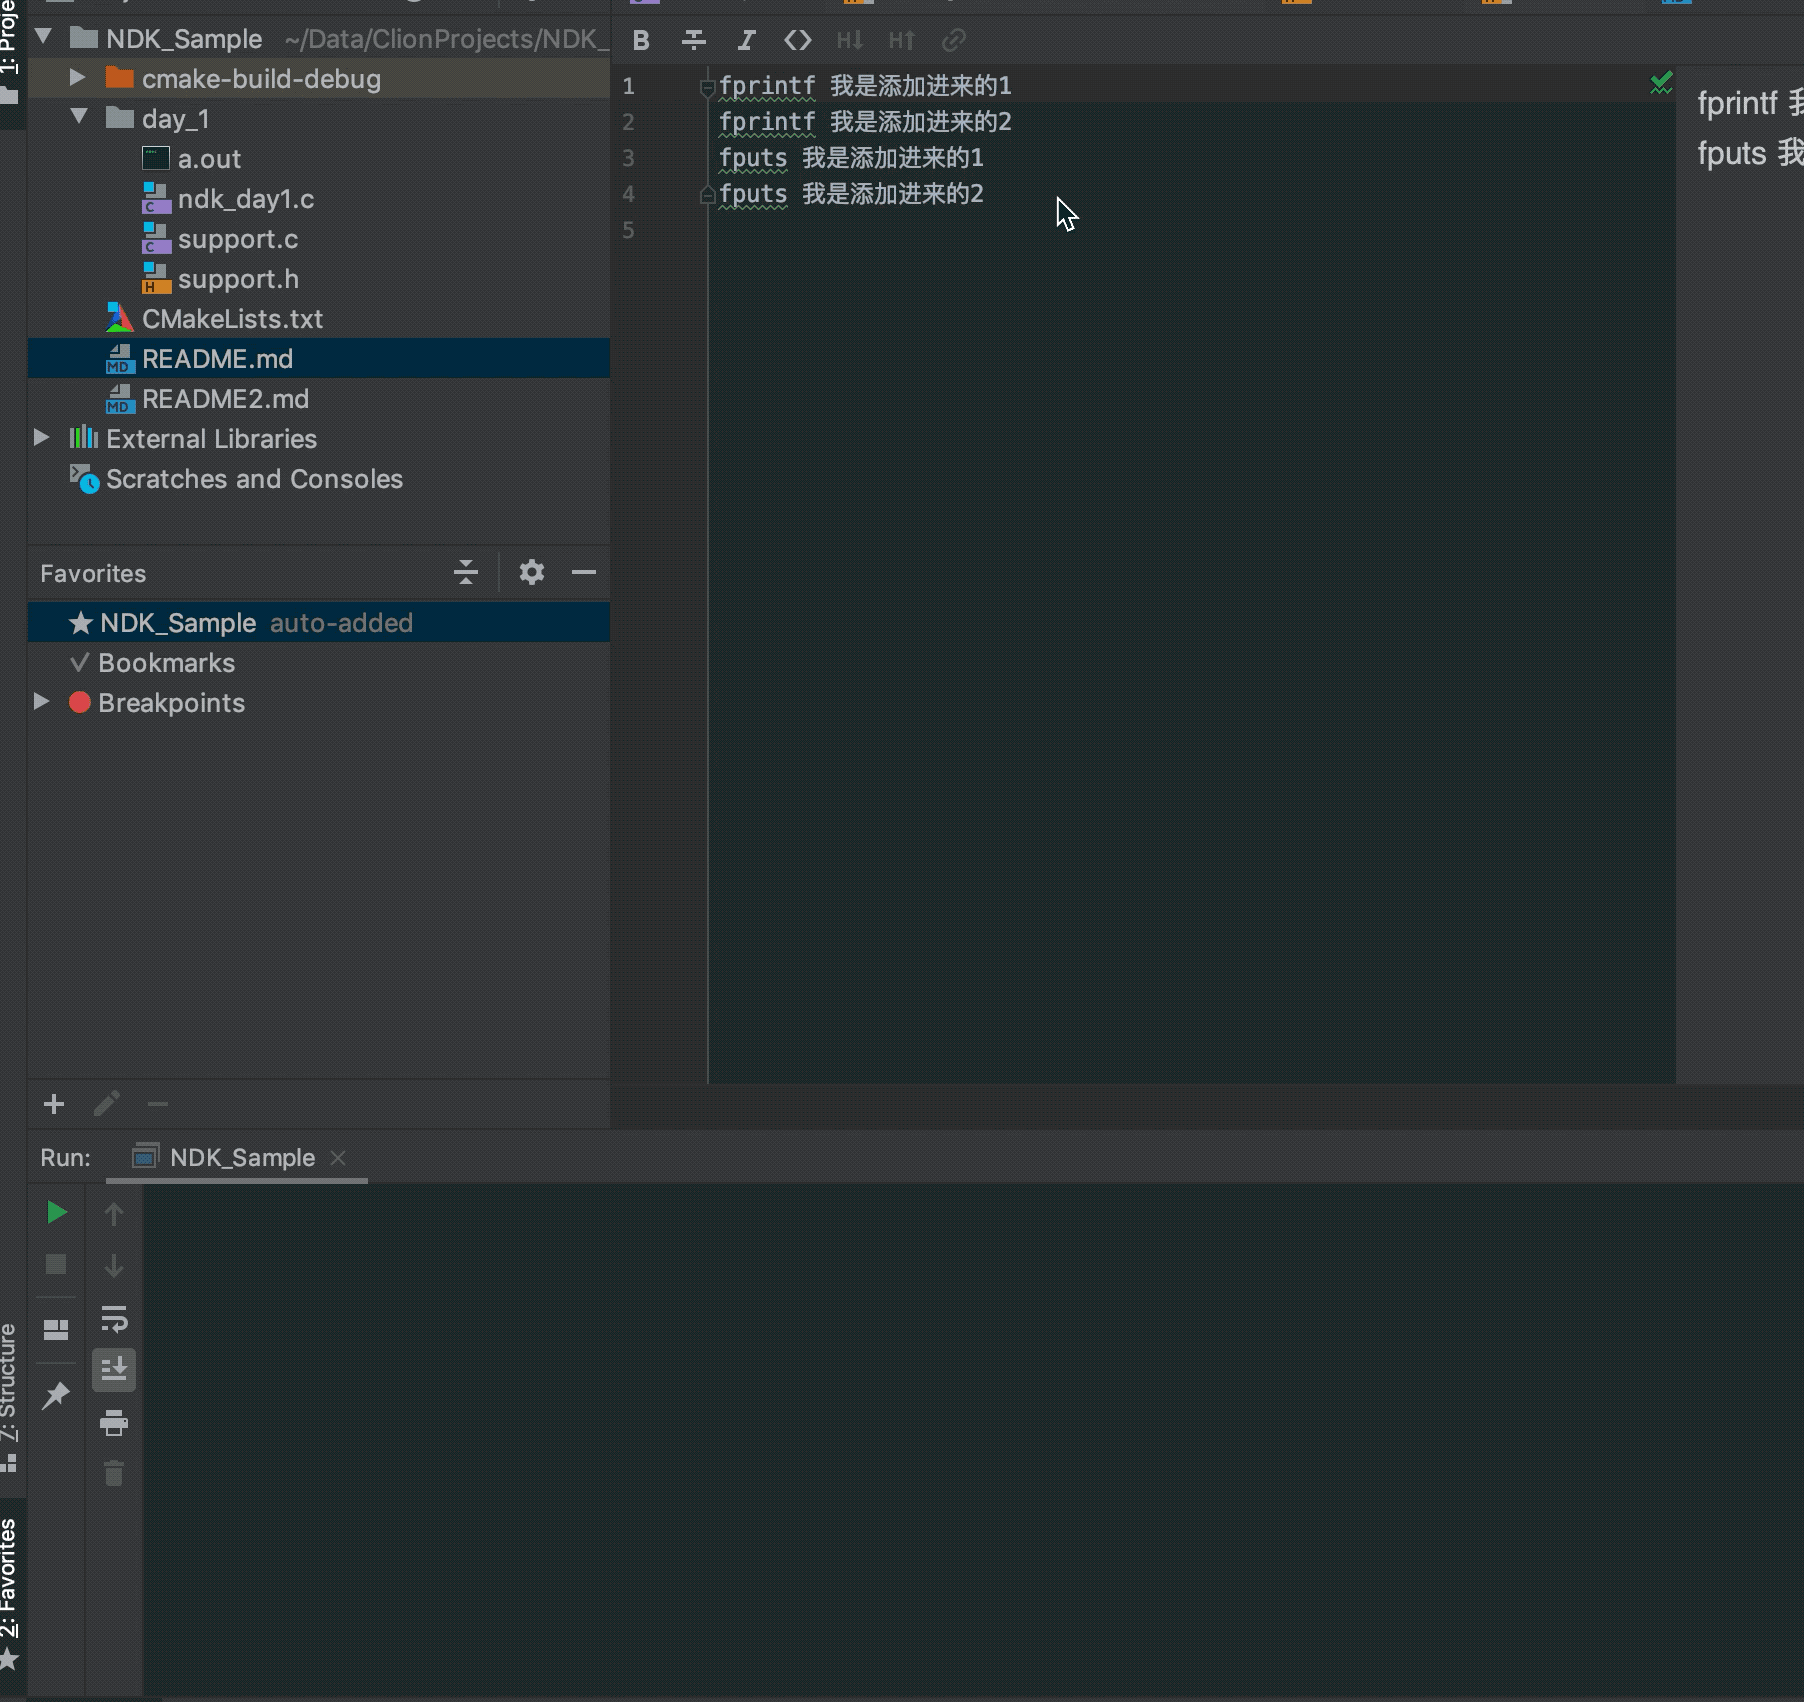 1: Proje
NDK_Sample ~/Data/ClionProjects/NDK_
cmake-build-debug
day_1
a.out
ndk_day1.c
support.c
support.h
CMakeLists.txt
README.md
README2.md
External Libraries
Scratches and Consoles
Favorites
NDK_Sample auto-added
Bookmarks
Breakpoints
B I <> H↓ H↑
1 fprintf 我是添加进来的1
2 fprintf 我是添加进来的2
3 fputs 我是添加进来的1
4 fputs 我是添加进来的2
5
fprintf 我
fputs 我
Run: NDK_Sample
7: Structure
2: Favorites